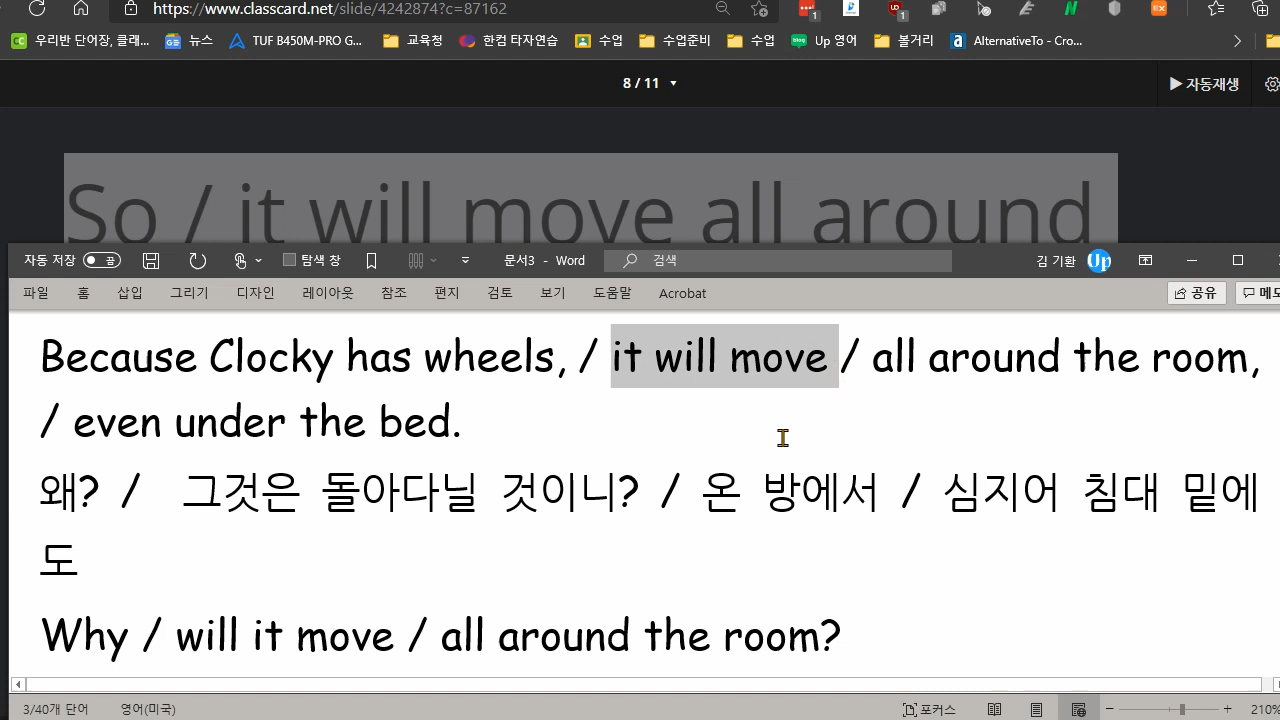 https://www.classcard.net/slide/4242874?c=87162
우리반 단어장, 클래... 뉴스 TUF B450M-PRO G... 교육청 한컴 타자연습 수업 수업준비 수업 Up 영어 볼거리 AlternativeTo - Cro...
8 / 11 자동재생
So / it will move all around
자동 저장 끔 탐색 창 문서3 - Word 검색 김 기환 Up
파일 홈 삽입 그리기 디자인 레이아웃 참조 편지 검토 보기 도움말 Acrobat 공유 메모
Because Clocky has wheels, / it will move / all around the room,
/ even under the bed.
왜? / 그것은 돌아다닐 것이니? / 온 방에서 / 심지어 침대 밑에
도
Why / will it move / all around the room?
3/40개 단어 영어(미국) 포커스 210%